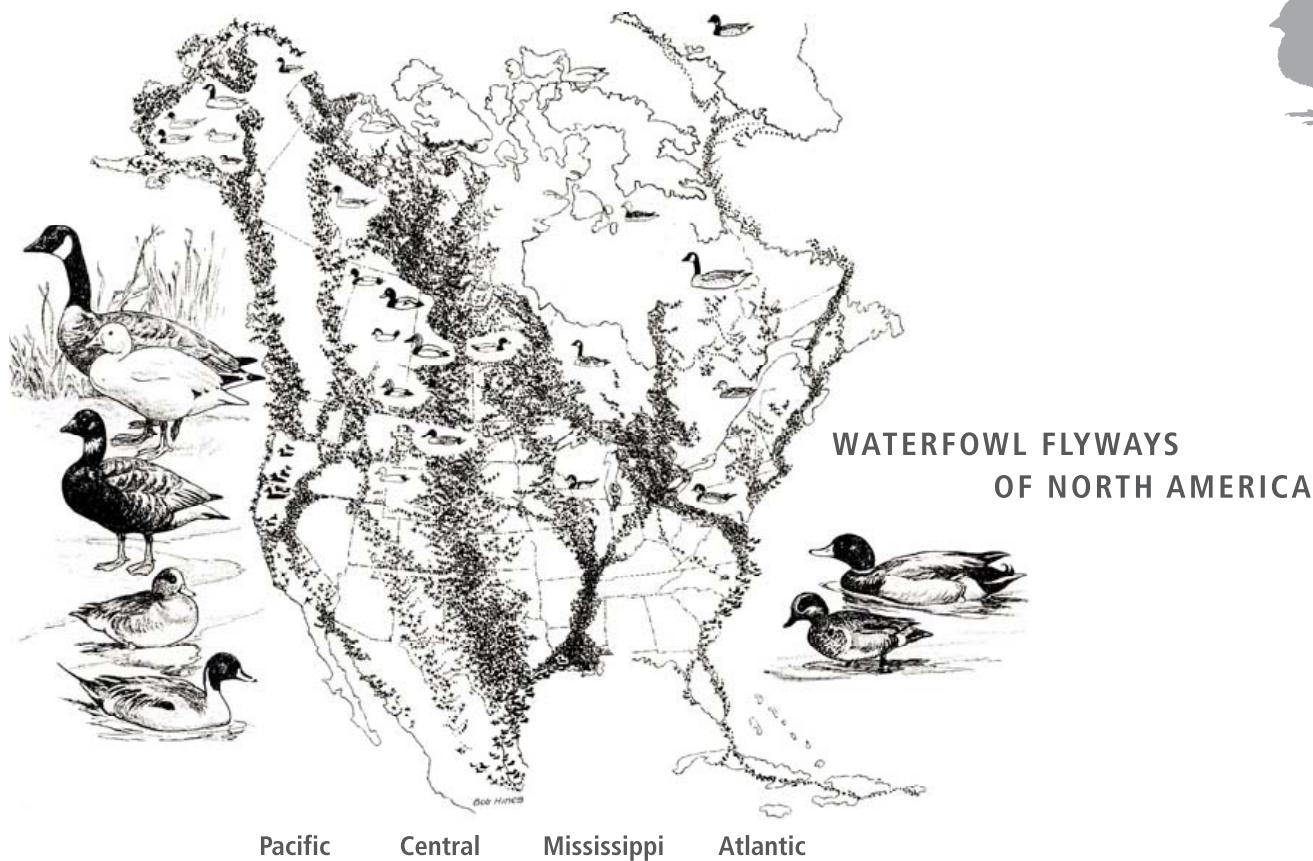 WATERFOWL FLYWAYS
OF NORTH AMERICA
BOB HINES
Pacific Central Mississippi Atlantic